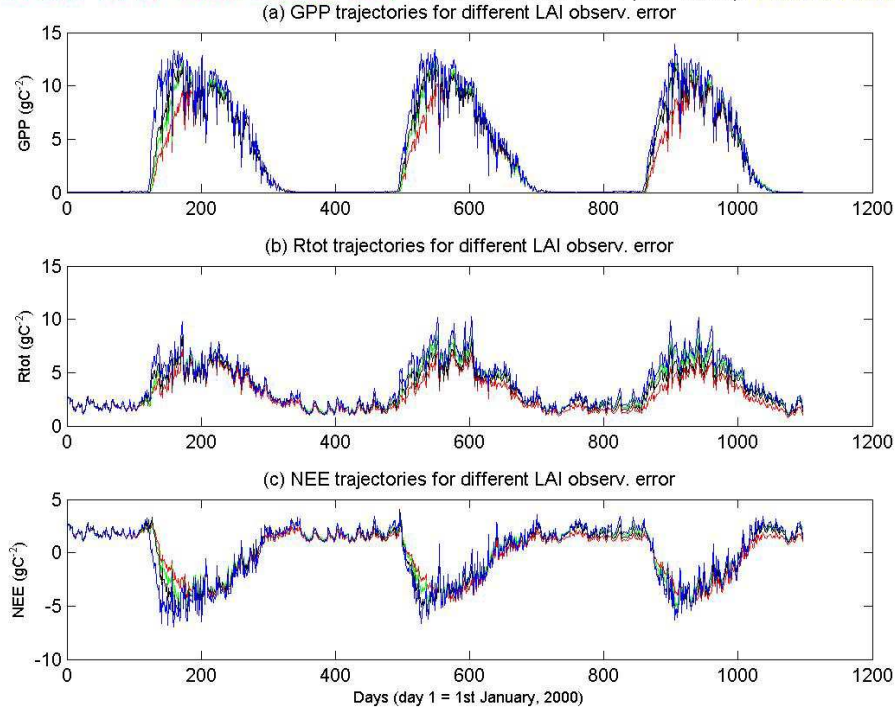 (a) GPP trajectories for different LAI observ. error
15
10
5
0
GPP (gC⁻²)
0 200 400 600 800 1000 1200
(b) Rtot trajectories for different LAI observ. error
15
10
5
0
Rtot (gC⁻²)
0 200 400 600 800 1000 1200
(c) NEE trajectories for different LAI observ. error
5
0
-5
-10
NEE (gC⁻²)
0 200 400 600 800 1000 1200
Days (day 1 = 1st January, 2000)